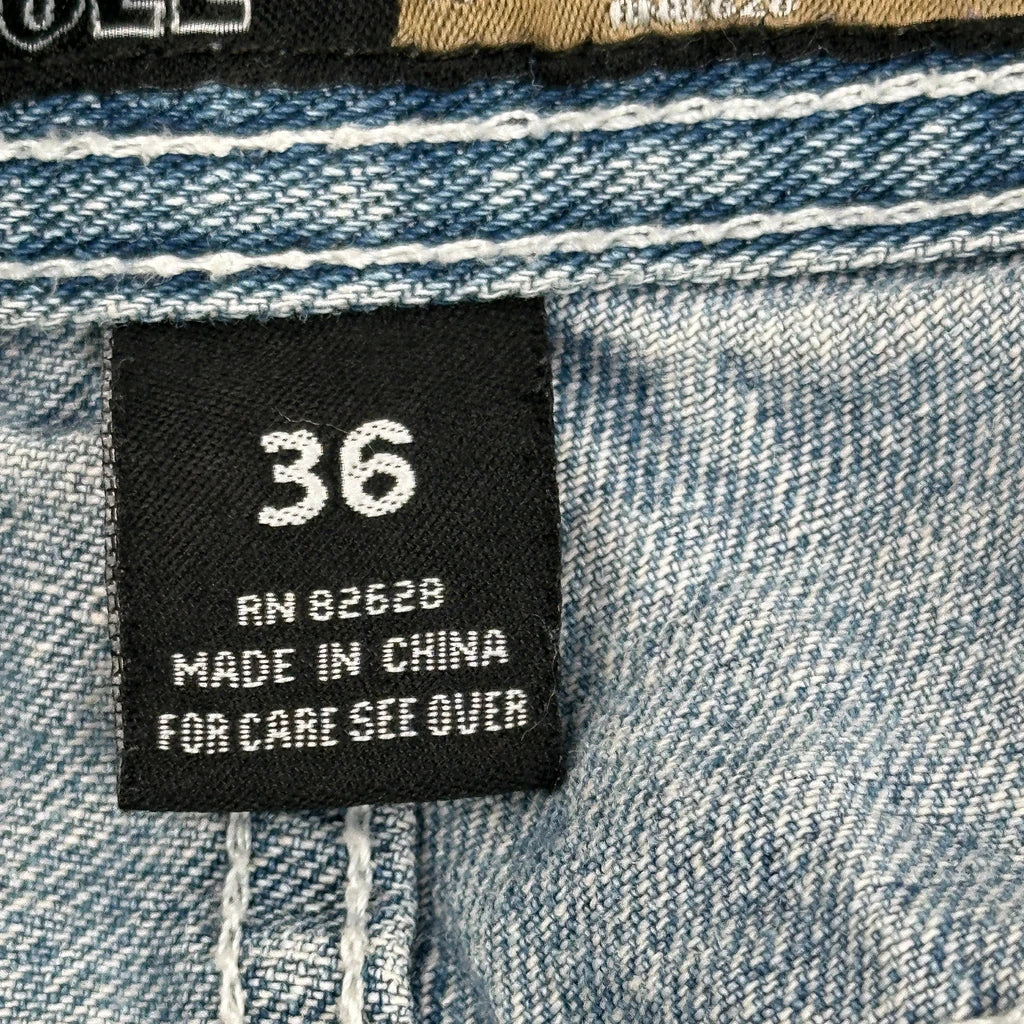 36
RN 82628
MADE IN CHINA
FOR CARE SEE OVER